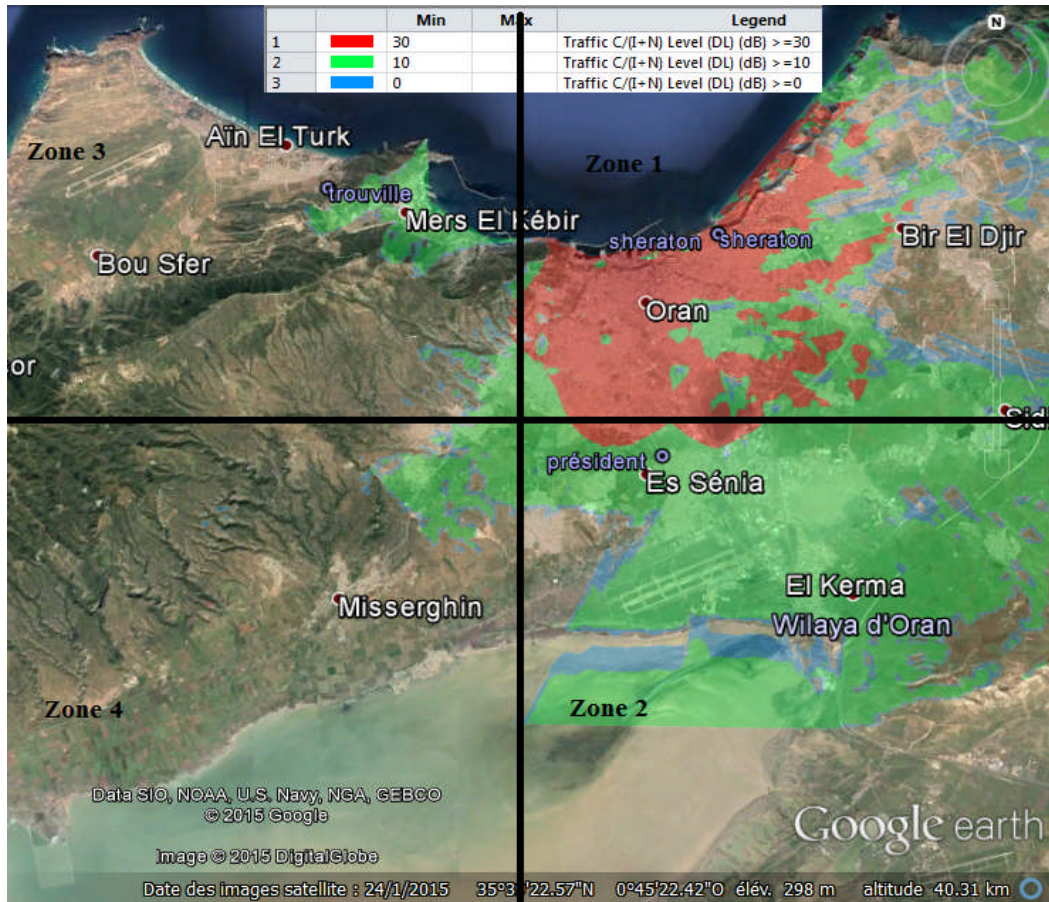 Min Max Legend
1 30 Traffic C/(I+N) Level (DL) (dB) >=30
2 10 Traffic C/(I+N) Level (DL) (dB) >=10
3 0 Traffic C/(I+N) Level (DL) (dB) >=0
N
Aïn El Turk
Zone 3
Zone 1
trouville
Mers El Kébir
sheraton sheraton
Bir El Djir
Bou Sfer
Oran
or
Sid
président
Es Sénia
El Kerma
Misserghin
Wilaya d'Oran
Zone 4
Zone 2
Data SIO, NOAA, U.S. Navy, NGA, GEBCO
© 2015 Google
Image © 2015 DigitalGlobe
Google earth
Date des images satellite : 24/1/2015 35°3 '22.57"N 0°45'22.42"O élév. 298 m altitude 40.31 km